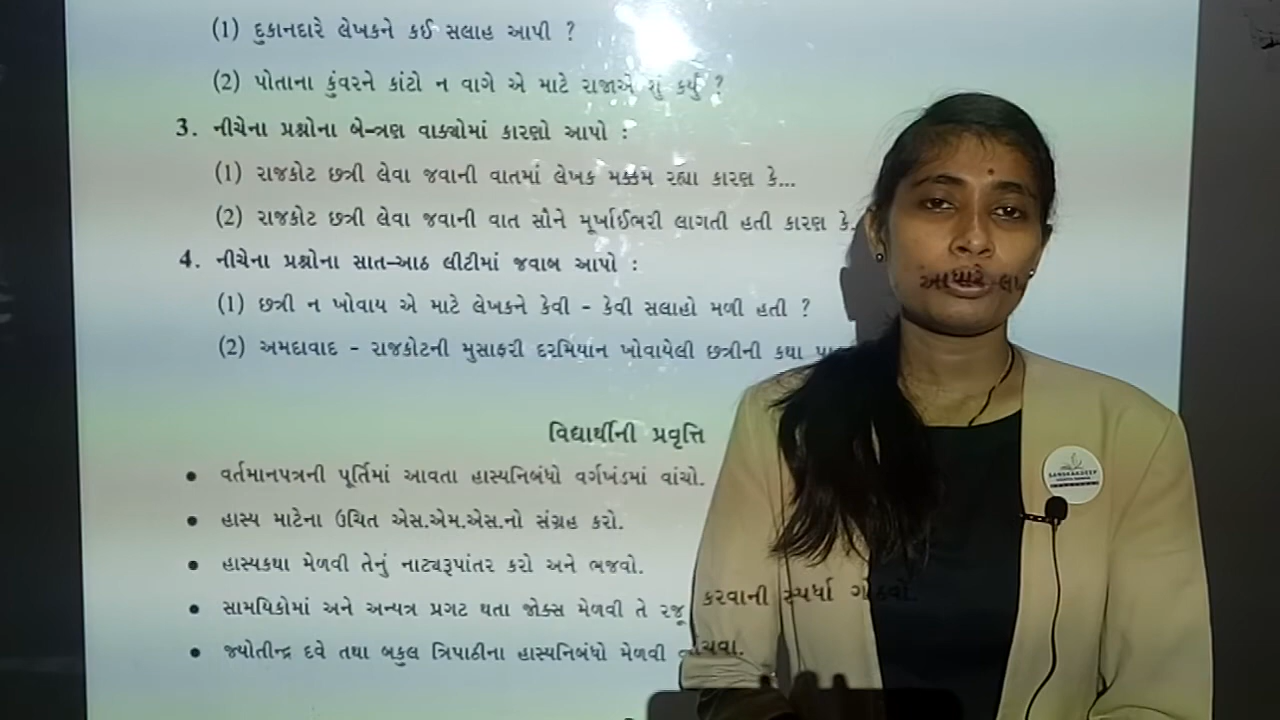 (1) દુકાનદારે લેખકને કઈ સલાહ આપી ?
(2) પોતાના કુંવરને કાંટો ન વાગે એ માટે રાજાએ શું કર્યું ?
3. નીચેના પ્રશ્નોના બે-ત્રણ વાક્યોમાં કારણો આપો :
(1) રાજકોટ છત્રી લેવા જવાની વાતમાં લેખક મક્કમ રહ્યા કારણ કે...
(2) રાજકોટ છત્રી લેવા જવાની વાત સૌને મૂર્ખાઈભરી લાગતી હતી કારણ કે.
4. નીચેના પ્રશ્નોના સાત-આઠ લીટીમાં જવાબ આપો :
(1) છત્રી ન ખોવાય એ માટે લેખકને કેવી - કેવી સલાહો મળી હતી ?
(2) અમદાવાદ - રાજકોટની મુસાફરી દરમિયાન ખોવાયેલી છત્રીની કથા આધારે
વિદ્યાર્થીની પ્રવૃત્તિ
• વર્તમાનપત્રની પૂર્તિમાં આવતા હાસ્યનિબંધો વર્ગખંડમાં વાંચો.
• હાસ્ય માટેના ઉચિત એસ.એમ.એસ.નો સંગ્રહ કરો.
• હાસ્યકથા મેળવી તેનું નાટ્યરૂપાંતર કરો અને ભજવો.
• સામયિકોમાં અને અન્યત્ર પ્રગટ થતા જોક્સ મેળવી તે રજૂ કરવાની સ્પર્ધા ગોઠવો.
• જ્યોતીન્દ્ર દવે તથા બકુલ ત્રિપાઠીના હાસ્યનિબંધો મેળવી વાંચવા.
SANSKARDEEP